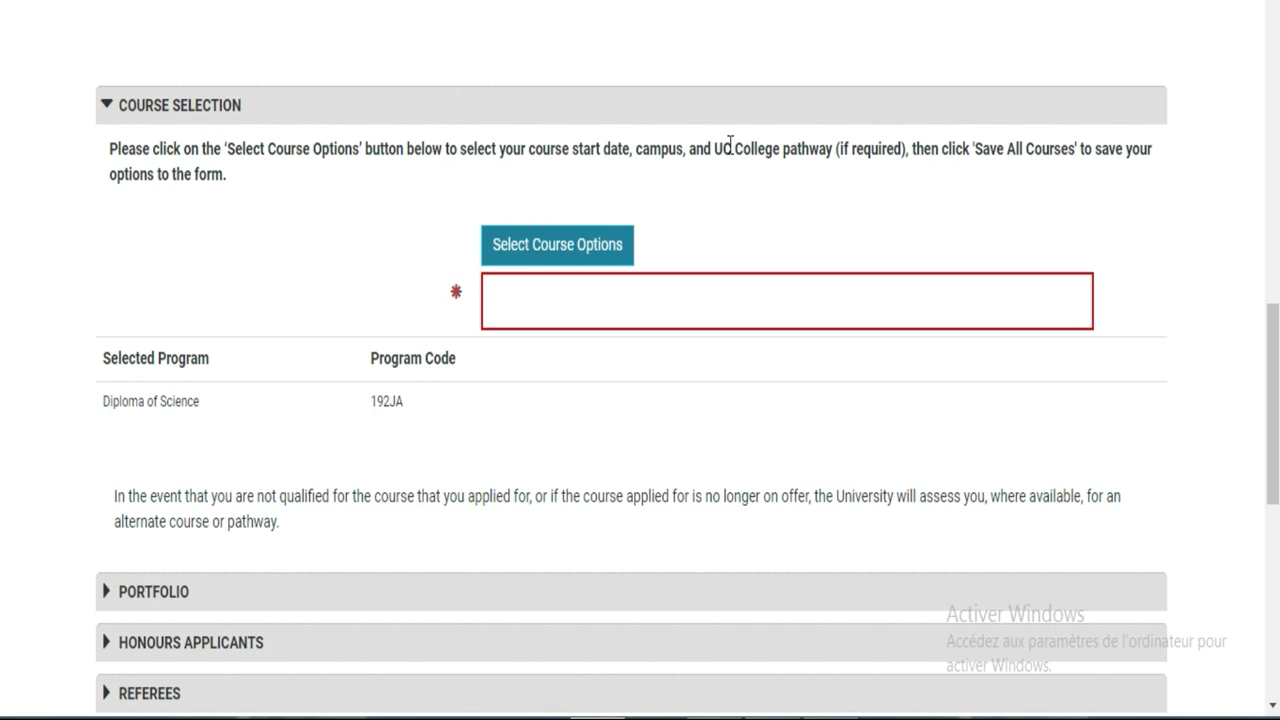 COURSE SELECTION
Please click on the 'Select Course Options' button below to select your course start date, campus, and UC College pathway (if required), then click 'Save All Courses' to save your
options to the form.
Select Course Options
*
Selected Program Program Code
Diploma of Science 192JA
In the event that you are not qualified for the course that you applied for, or if the course applied for is no longer on offer, the University will assess you, where available, for an
alternate course or pathway.
PORTFOLIO
HONOURS APPLICANTS
REFEREES
Activer Windows
Accédez aux paramètres de l'ordinateur pour
activer Windows.